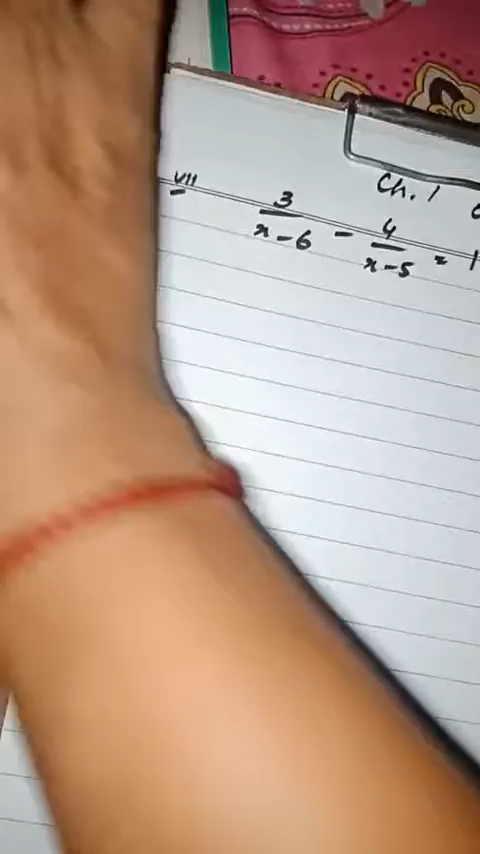 Ch. 1
VII 3/(x-6) - 4/(x-5) = 1